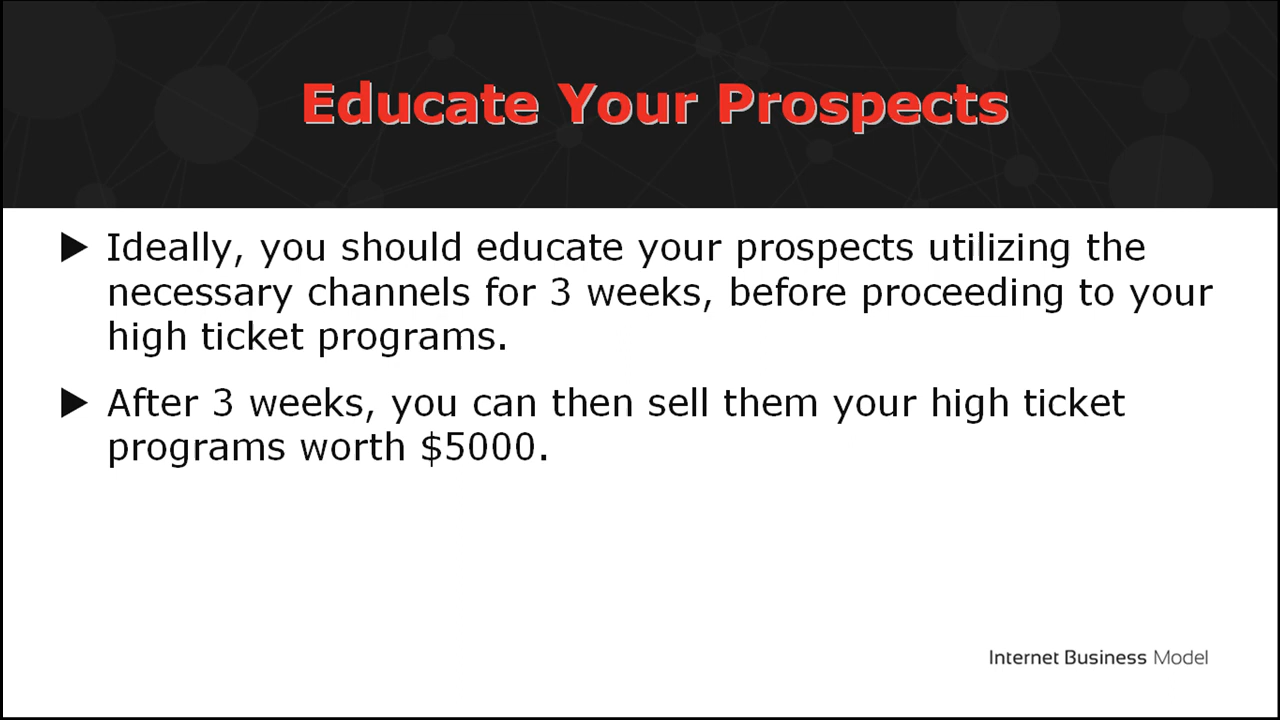 Educate Your Prospects
Ideally, you should educate your prospects utilizing the
necessary channels for 3 weeks, before proceeding to your
high ticket programs.
After 3 weeks, you can then sell them your high ticket
programs worth $5000.
Internet Business Model